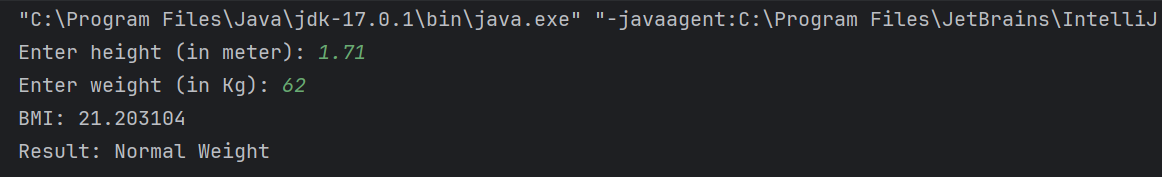 "C:\Program Files\Java\jdk-17.0.1\bin\java.exe" "-javaagent:C:\Program Files\JetBrains\IntelliJ
Enter height (in meter): 1.71
Enter weight (in Kg): 62
BMI: 21.203104
Result: Normal Weight